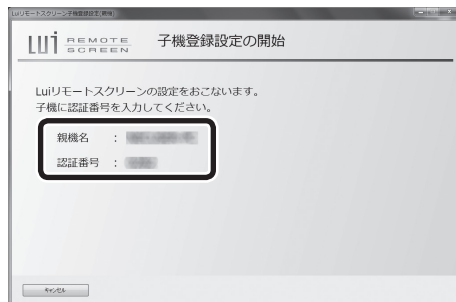 Luiリモートスクリーン子機登録設定(無線)
Lui REMOTE SCREEN
子機登録設定の開始
Luiリモートスクリーンの設定をおこないます。
子機に認証番号を入力してください。
親機名 :
認証番号 :
キャンセル